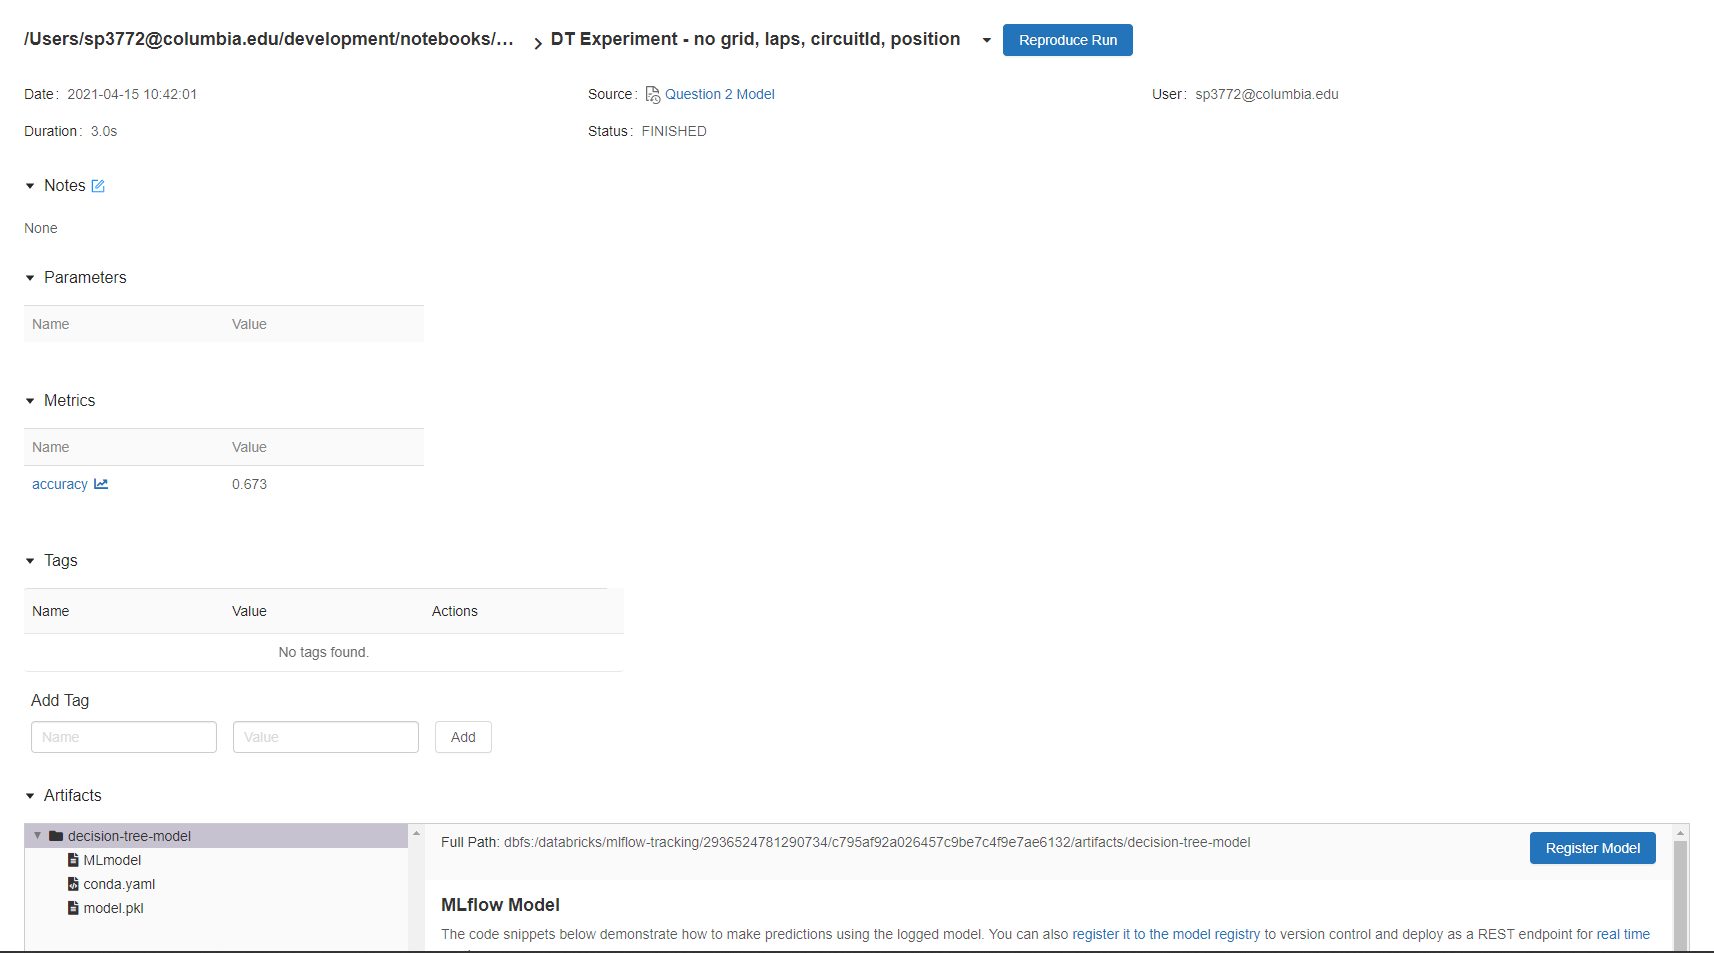 /Users/sp3772@columbia.edu/development/notebooks/... > DT Experiment - no grid, laps, circuitId, position Reproduce Run
Date: 2021-04-15 10:42:01 Source: Question 2 Model User: sp3772@columbia.edu
Duration: 3.0s Status: FINISHED
Notes
None
Parameters
Name Value
Metrics
Name Value
accuracy 0.673
Tags
Name Value Actions
No tags found.
Add Tag
Name Value Add
Artifacts
decision-tree-model
MLmodel
conda.yaml
model.pkl
Full Path: dbfs:/databricks/mlflow-tracking/2936524781290734/c795af92a026457c9be7c4f9e7ae6132/artifacts/decision-tree-model
Register Model
MLflow Model
The code snippets below demonstrate how to make predictions using the logged model. You can also register it to the model registry to version control and deploy as a REST endpoint for real time